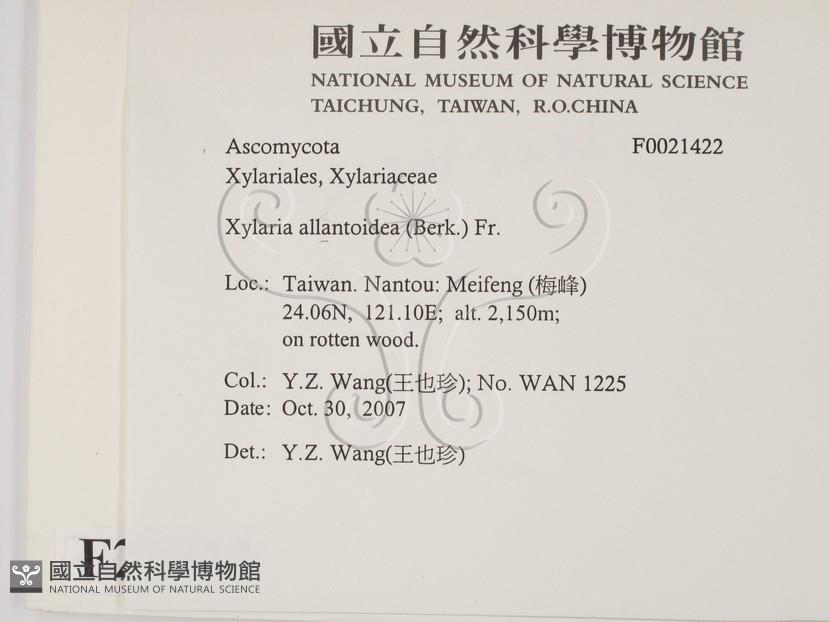 國立自然科學博物館
NATIONAL MUSEUM OF NATURAL SCIENCE
TAICHUNG, TAIWAN, R.O.CHINA
Ascomycota F0021422
Xylariales, Xylariaceae
Xylaria allantoidea (Berk.) Fr.
Loc.: Taiwan. Nantou: Meifeng (梅峰)
24.06N, 121.10E; alt. 2,150m;
on rotten wood.
Col.: Y.Z. Wang(王也珍); No. WAN 1225
Date: Oct. 30, 2007
Det.: Y.Z. Wang(王也珍)
國立自然科學博物館
NATIONAL MUSEUM OF NATURAL SCIENCE